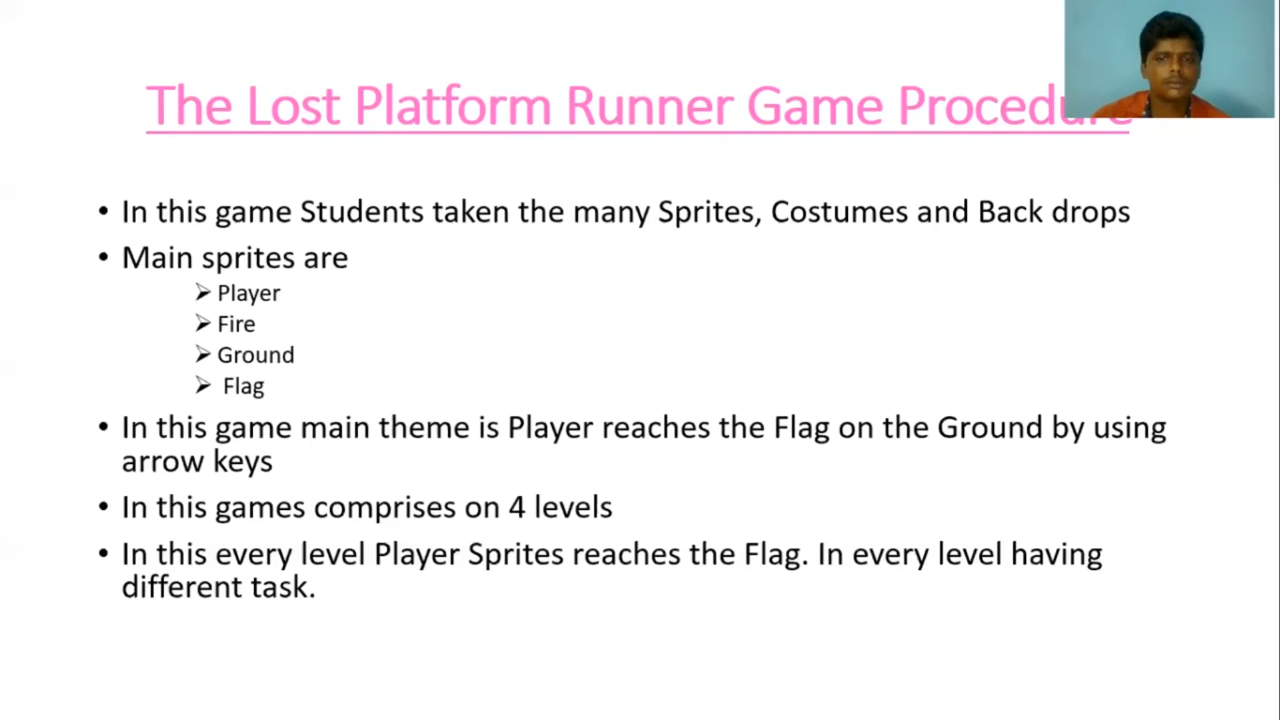 The Lost Platform Runner Game Procedure
• In this game Students taken the many Sprites, Costumes and Back drops
• Main sprites are
➢ Player
➢ Fire
➢ Ground
➢ Flag
• In this game main theme is Player reaches the Flag on the Ground by using
arrow keys
• In this games comprises on 4 levels
• In this every level Player Sprites reaches the Flag. In every level having
different task.